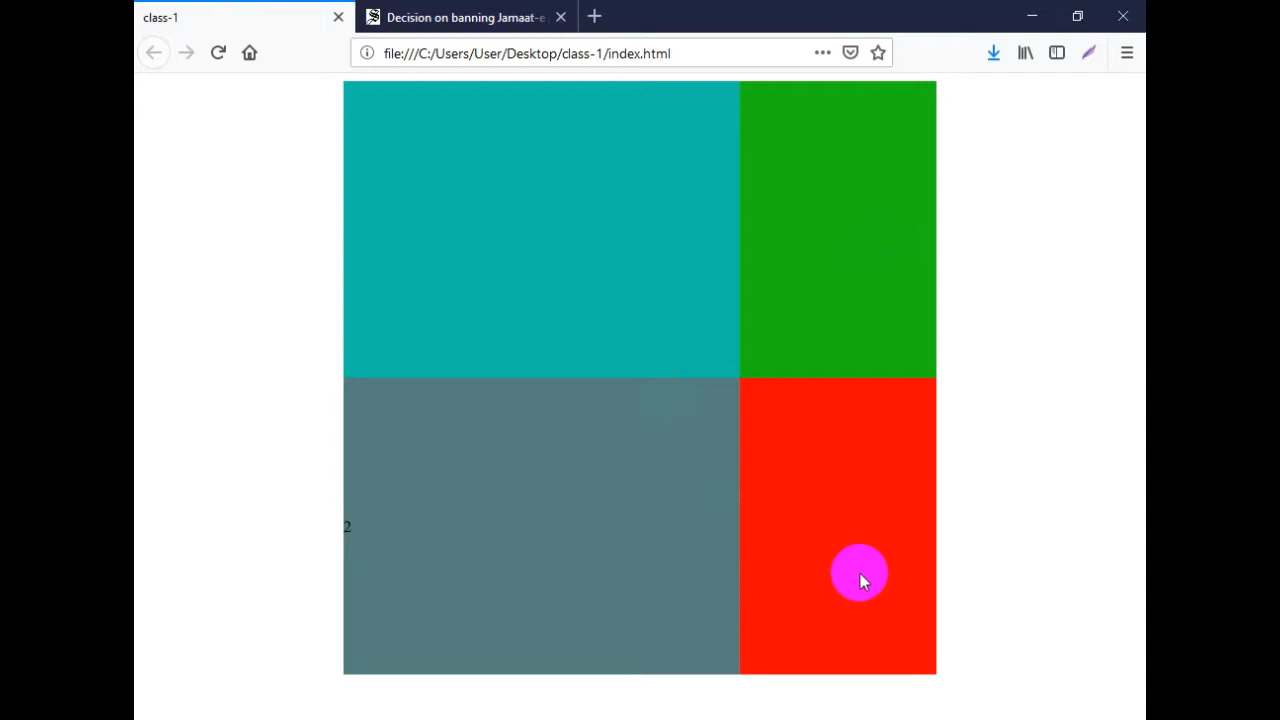 class-1
Decision on banning Jamaat-e
file:///C:/Users/User/Desktop/class-1/index.html
2